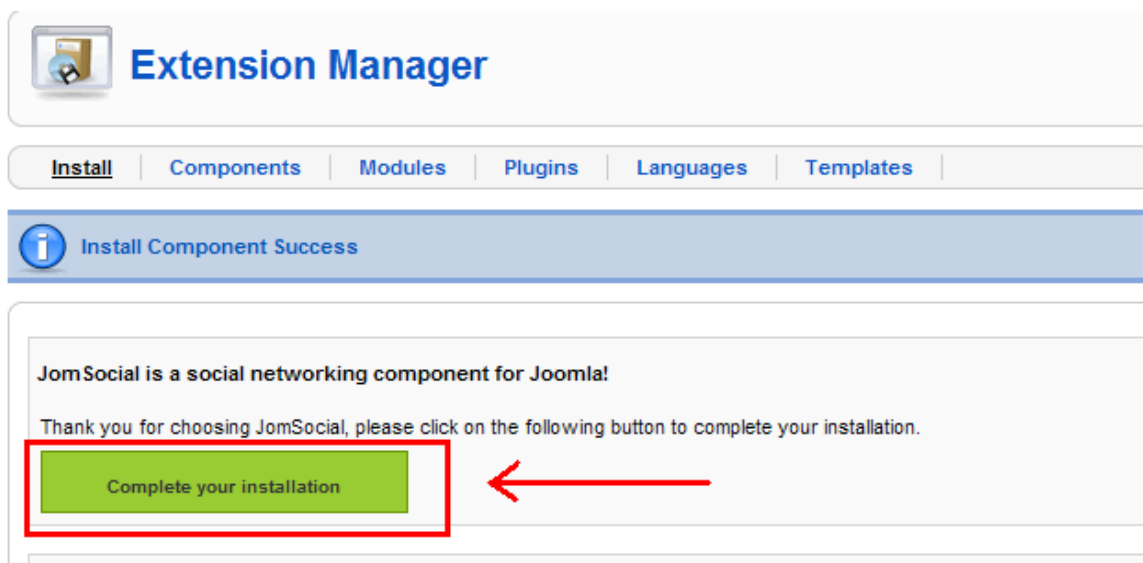 Extension Manager
Install Components Modules Plugins Languages Templates
Install Component Success
JomSocial is a social networking component for Joomla!
Thank you for choosing JomSocial, please click on the following button to complete your installation.
Complete your installation